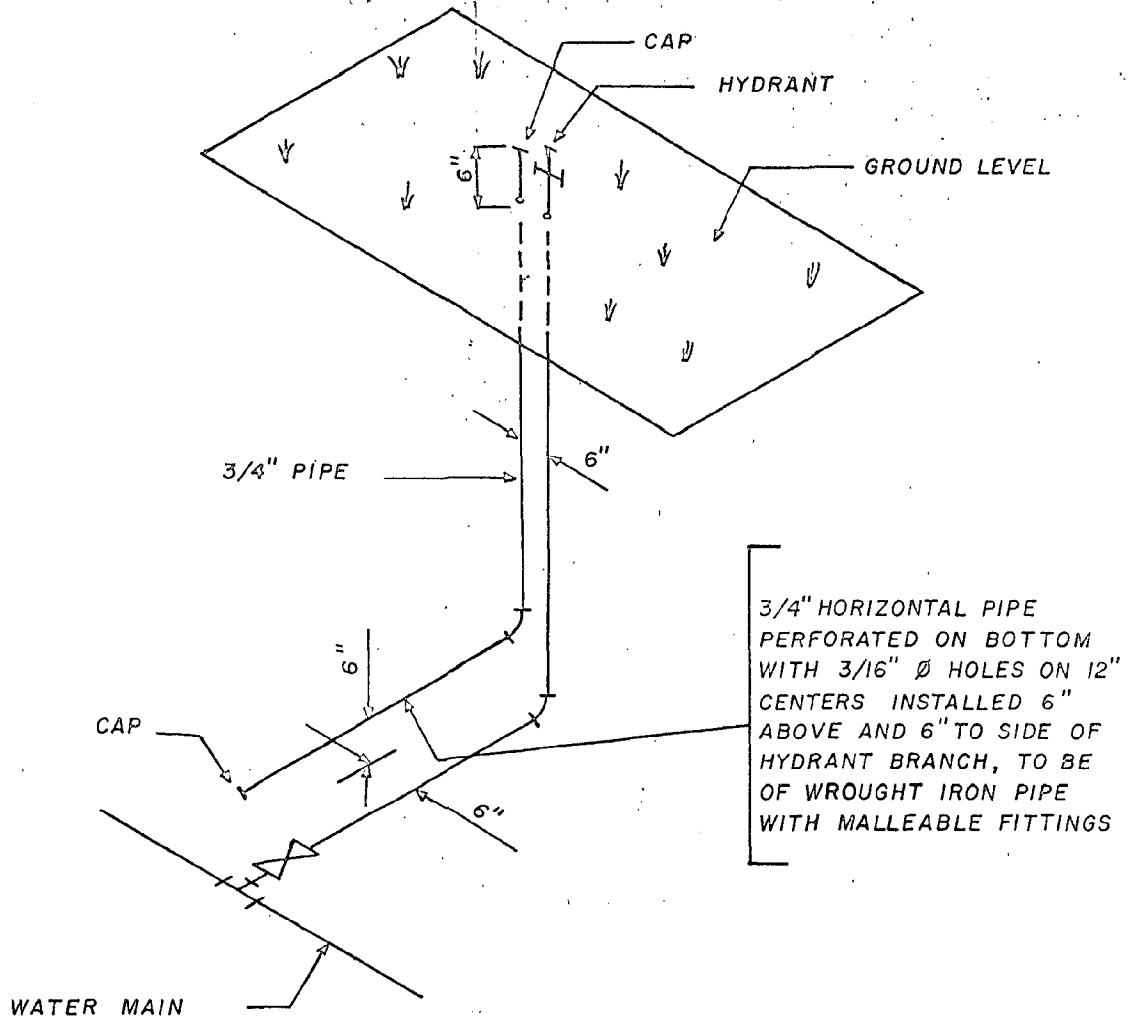 CAP
HYDRANT
GROUND LEVEL
6"
3/4" PIPE
6"
3/4" HORIZONTAL PIPE
PERFORATED ON BOTTOM
WITH 3/16" Ø HOLES ON 12"
CENTERS INSTALLED 6"
ABOVE AND 6" TO SIDE OF
HYDRANT BRANCH, TO BE
OF WROUGHT IRON PIPE
WITH MALLEABLE FITTINGS
6"
CAP
6"
WATER MAIN